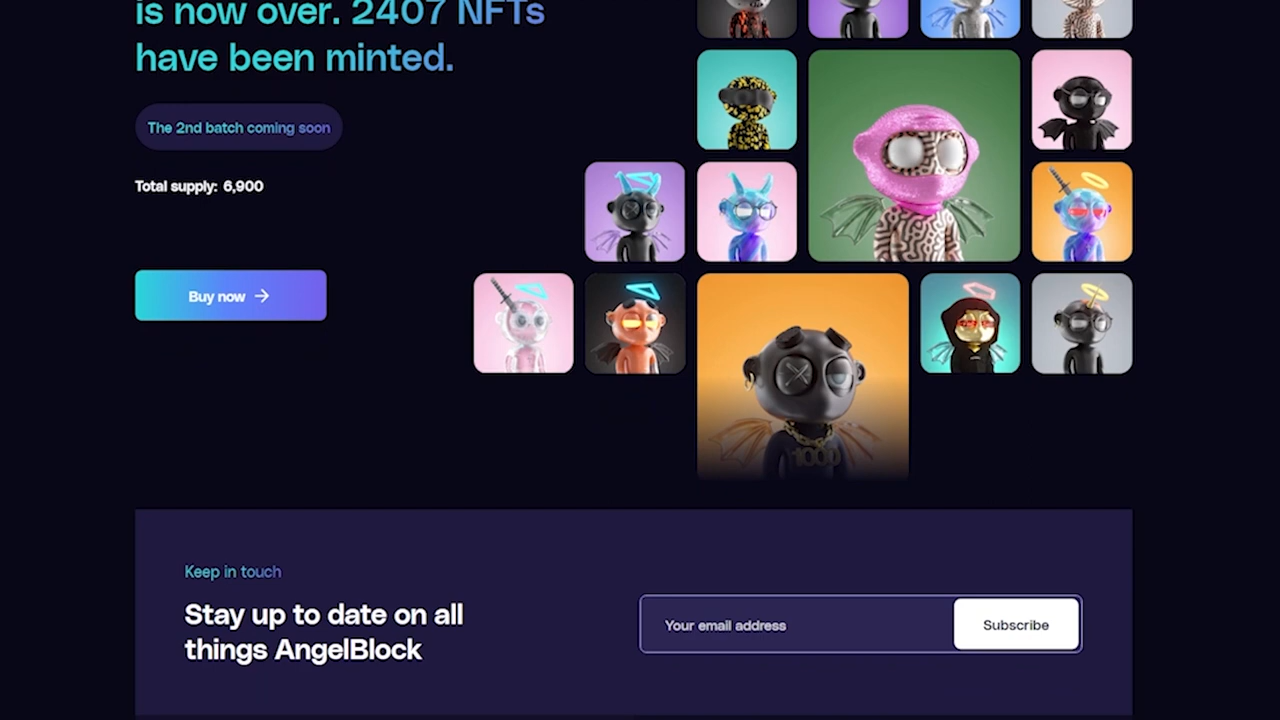 is now over. 2407 NFTs
have been minted.
The 2nd batch coming soon
Total supply: 6,900
Buy now
1000
Keep in touch
Stay up to date on all
things AngelBlock
Your email address
Subscribe